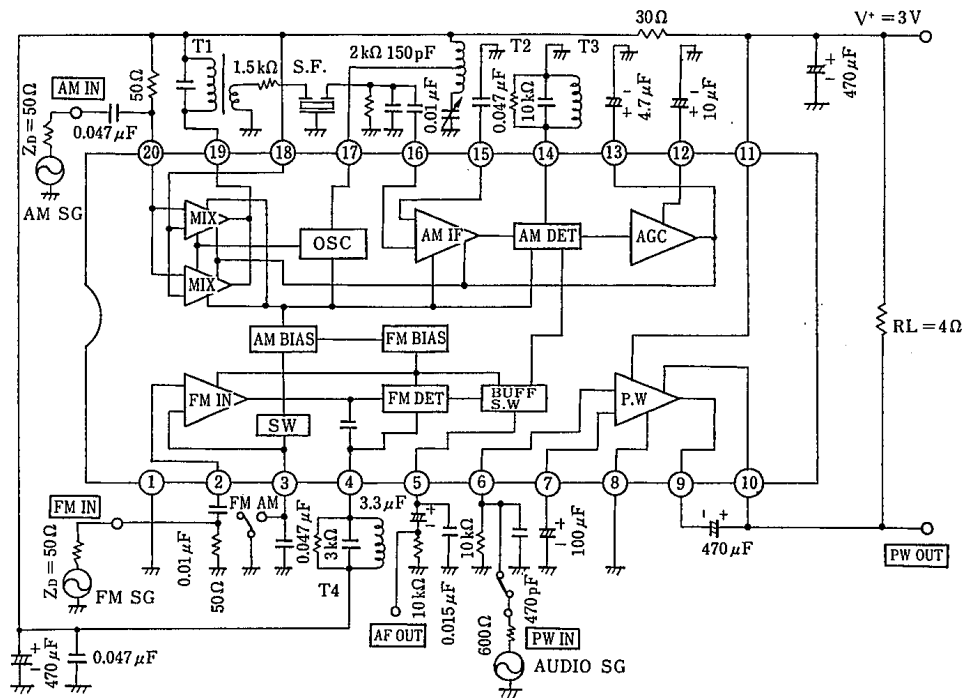 30Ω
V⁺ = 3V
T1
2kΩ 150pF
T2
T3
50Ω
1.5kΩ
S.F.
0.01μF
0.047μF
10kΩ
4.7μF
10μF
470μF
AM IN
Z_D = 50Ω
0.047μF
AM SG
20 19 18 17 16 15 14 13 12 11
MIX
OSC
AM IF
AM DET
AGC
MIX
RL = 4Ω
AM BIAS
FM BIAS
FM IN
FM DET
BUFF S.W
P.W
SW
1 2 3 4 5 6 7 8 9 10
FM IN
FM AM
3.3μF
Z_D = 50Ω
0.01μF
50Ω
0.047μF
3kΩ
10kΩ
100μF
470μF
PW OUT
FM SG
T4
10kΩ
0.015μF
470pF
AF OUT
600Ω
PW IN
470μF
0.047μF
AUDIO SG